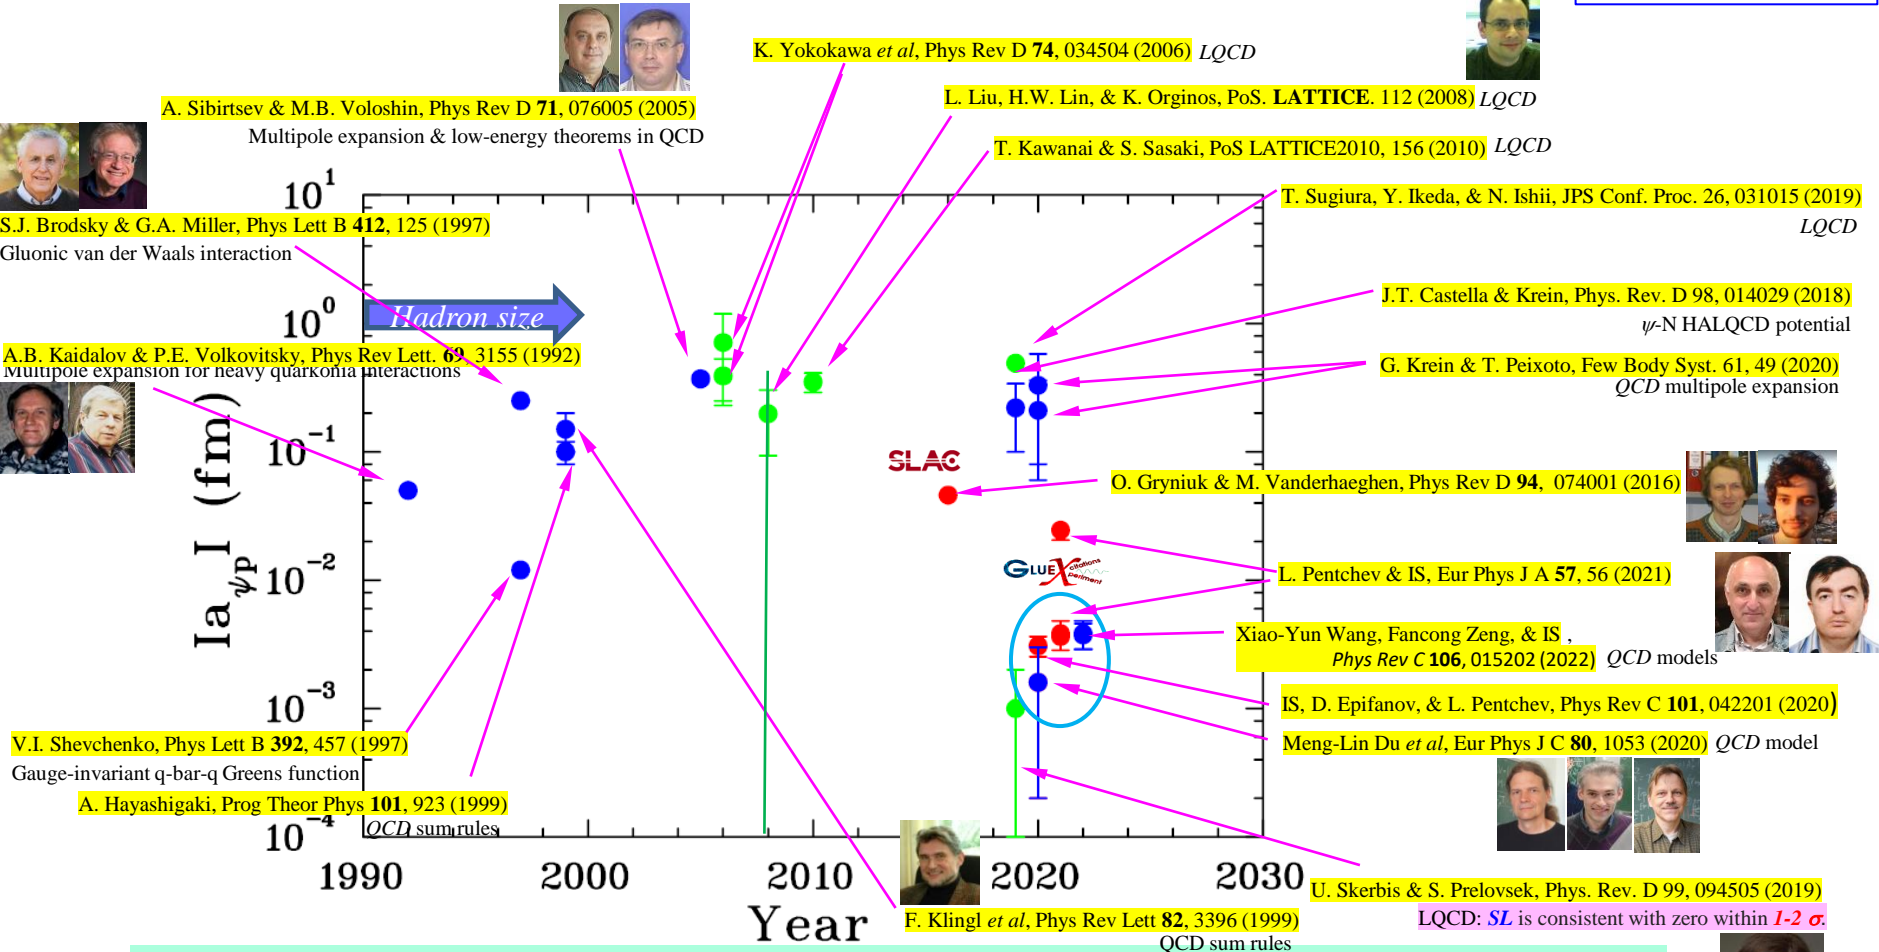 K. Yokokawa et al, Phys Rev D 74, 034504 (2006) LQCD
A. Sibirtsev & M.B. Voloshin, Phys Rev D 71, 076005 (2005)
Multipole expansion & low-energy theorems in QCD
L. Liu, H.W. Lin, & K. Orginos, PoS. LATTICE. 112 (2008) LQCD
T. Kawanai & S. Sasaki, PoS LATTICE2010, 156 (2010) LQCD
T. Sugiura, Y. Ikeda, & N. Ishii, JPS Conf. Proc. 26, 031015 (2019)
LQCD
S.J. Brodsky & G.A. Miller, Phys Lett B 412, 125 (1997)
Gluonic van der Waals interaction
J.T. Castella & Krein, Phys. Rev. D 98, 014029 (2018)
ψ-N HALQCD potential
Hadron size
A.B. Kaidalov & P.E. Volkovitsky, Phys Rev Lett. 69, 3155 (1992)
Multipole expansion for heavy quarkonia interactions
G. Krein & T. Peixoto, Few Body Syst. 61, 49 (2020)
QCD multipole expansion
SLAC
O. Gryniuk & M. Vanderhaeghen, Phys Rev D 94, 074001 (2016)
GLUEX citations
periment
L. Pentchev & IS, Eur Phys J A 57, 56 (2021)
Xiao-Yun Wang, Fancong Zeng, & IS ,
Phys Rev C 106, 015202 (2022) QCD models
IS, D. Epifanov, & L. Pentchev, Phys Rev C 101, 042201 (2020)
Meng-Lin Du et al, Eur Phys J C 80, 1053 (2020) QCD model
V.I. Shevchenko, Phys Lett B 392, 457 (1997)
Gauge-invariant q-bar-q Greens function
A. Hayashigaki, Prog Theor Phys 101, 923 (1999)
QCD sum rules
U. Skerbis & S. Prelovsek, Phys. Rev. D 99, 094505 (2019)
LQCD: SL is consistent with zero within 1-2 σ.
F. Klingl et al, Phys Rev Lett 82, 3396 (1999)
QCD sum rules
10^1
10^0
10^-1
10^-2
10^-3
10^-4
Ia_ψp I (fm)
1990 2000 2010 2020 2030
Year